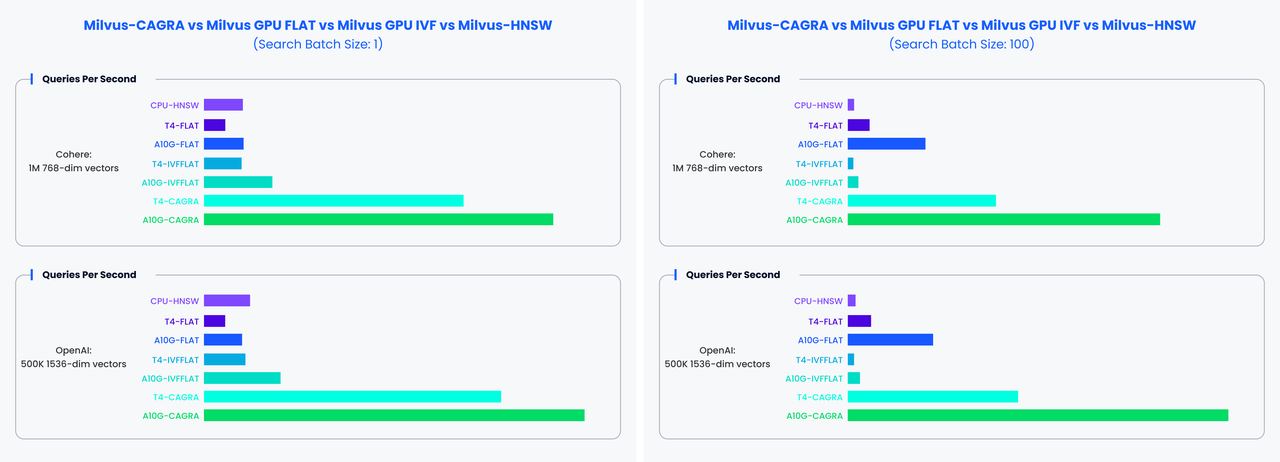 Milvus-CAGRA vs Milvus GPU FLAT vs Milvus GPU IVF vs Milvus-HNSW
(Search Batch Size: 1)
Queries Per Second
Cohere:
1M 768-dim vectors
CPU-HNSW
T4-FLAT
A10G-FLAT
T4-IVFFLAT
A10G-IVFFLAT
T4-CAGRA
A10G-CAGRA
Queries Per Second
OpenAI:
500K 1536-dim vectors
CPU-HNSW
T4-FLAT
A10G-FLAT
T4-IVFFLAT
A10G-IVFFLAT
T4-CAGRA
A10G-CAGRA
Milvus-CAGRA vs Milvus GPU FLAT vs Milvus GPU IVF vs Milvus-HNSW
(Search Batch Size: 100)
Queries Per Second
Cohere:
1M 768-dim vectors
CPU-HNSW
T4-FLAT
A10G-FLAT
T4-IVFFLAT
A10G-IVFFLAT
T4-CAGRA
A10G-CAGRA
Queries Per Second
OpenAI:
500K 1536-dim vectors
CPU-HNSW
T4-FLAT
A10G-FLAT
T4-IVFFLAT
A10G-IVFFLAT
T4-CAGRA
A10G-CAGRA